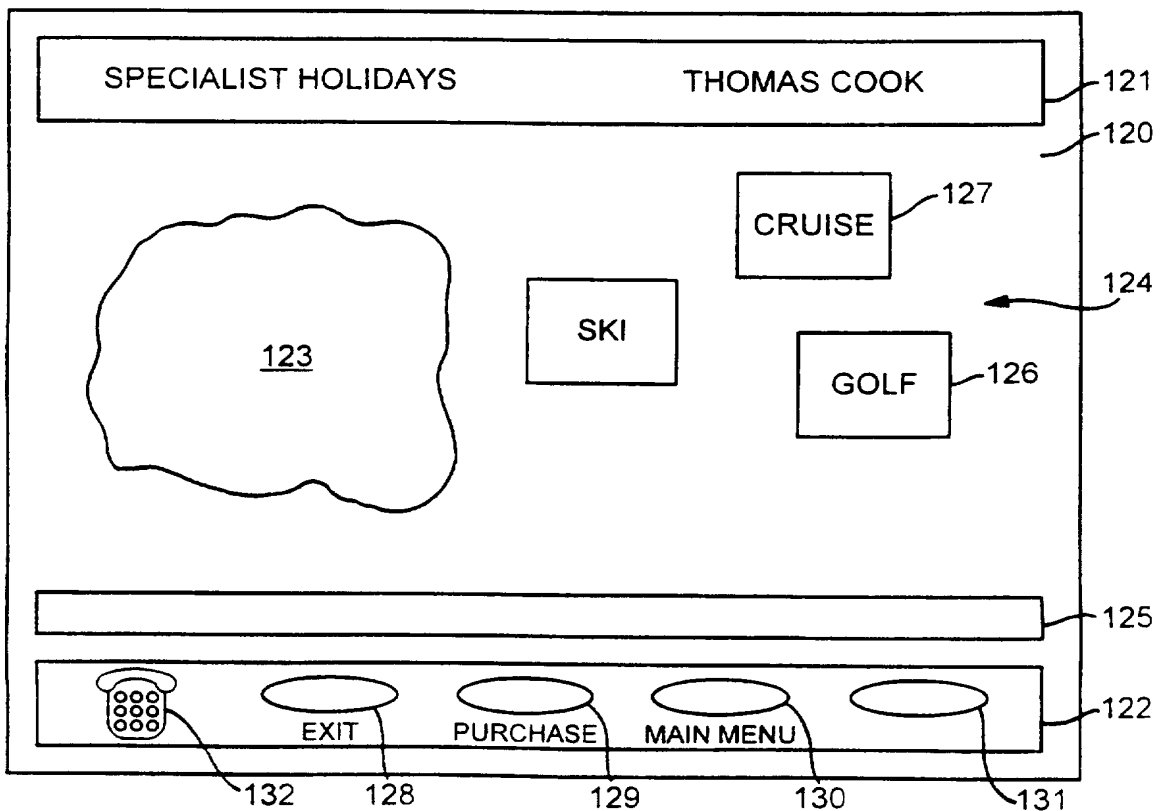 SPECIALIST HOLIDAYS THOMAS COOK
121
120
CRUISE
127
124
SKI
123
GOLF
126
125
122
EXIT PURCHASE MAIN MENU
132 128 129 130 131